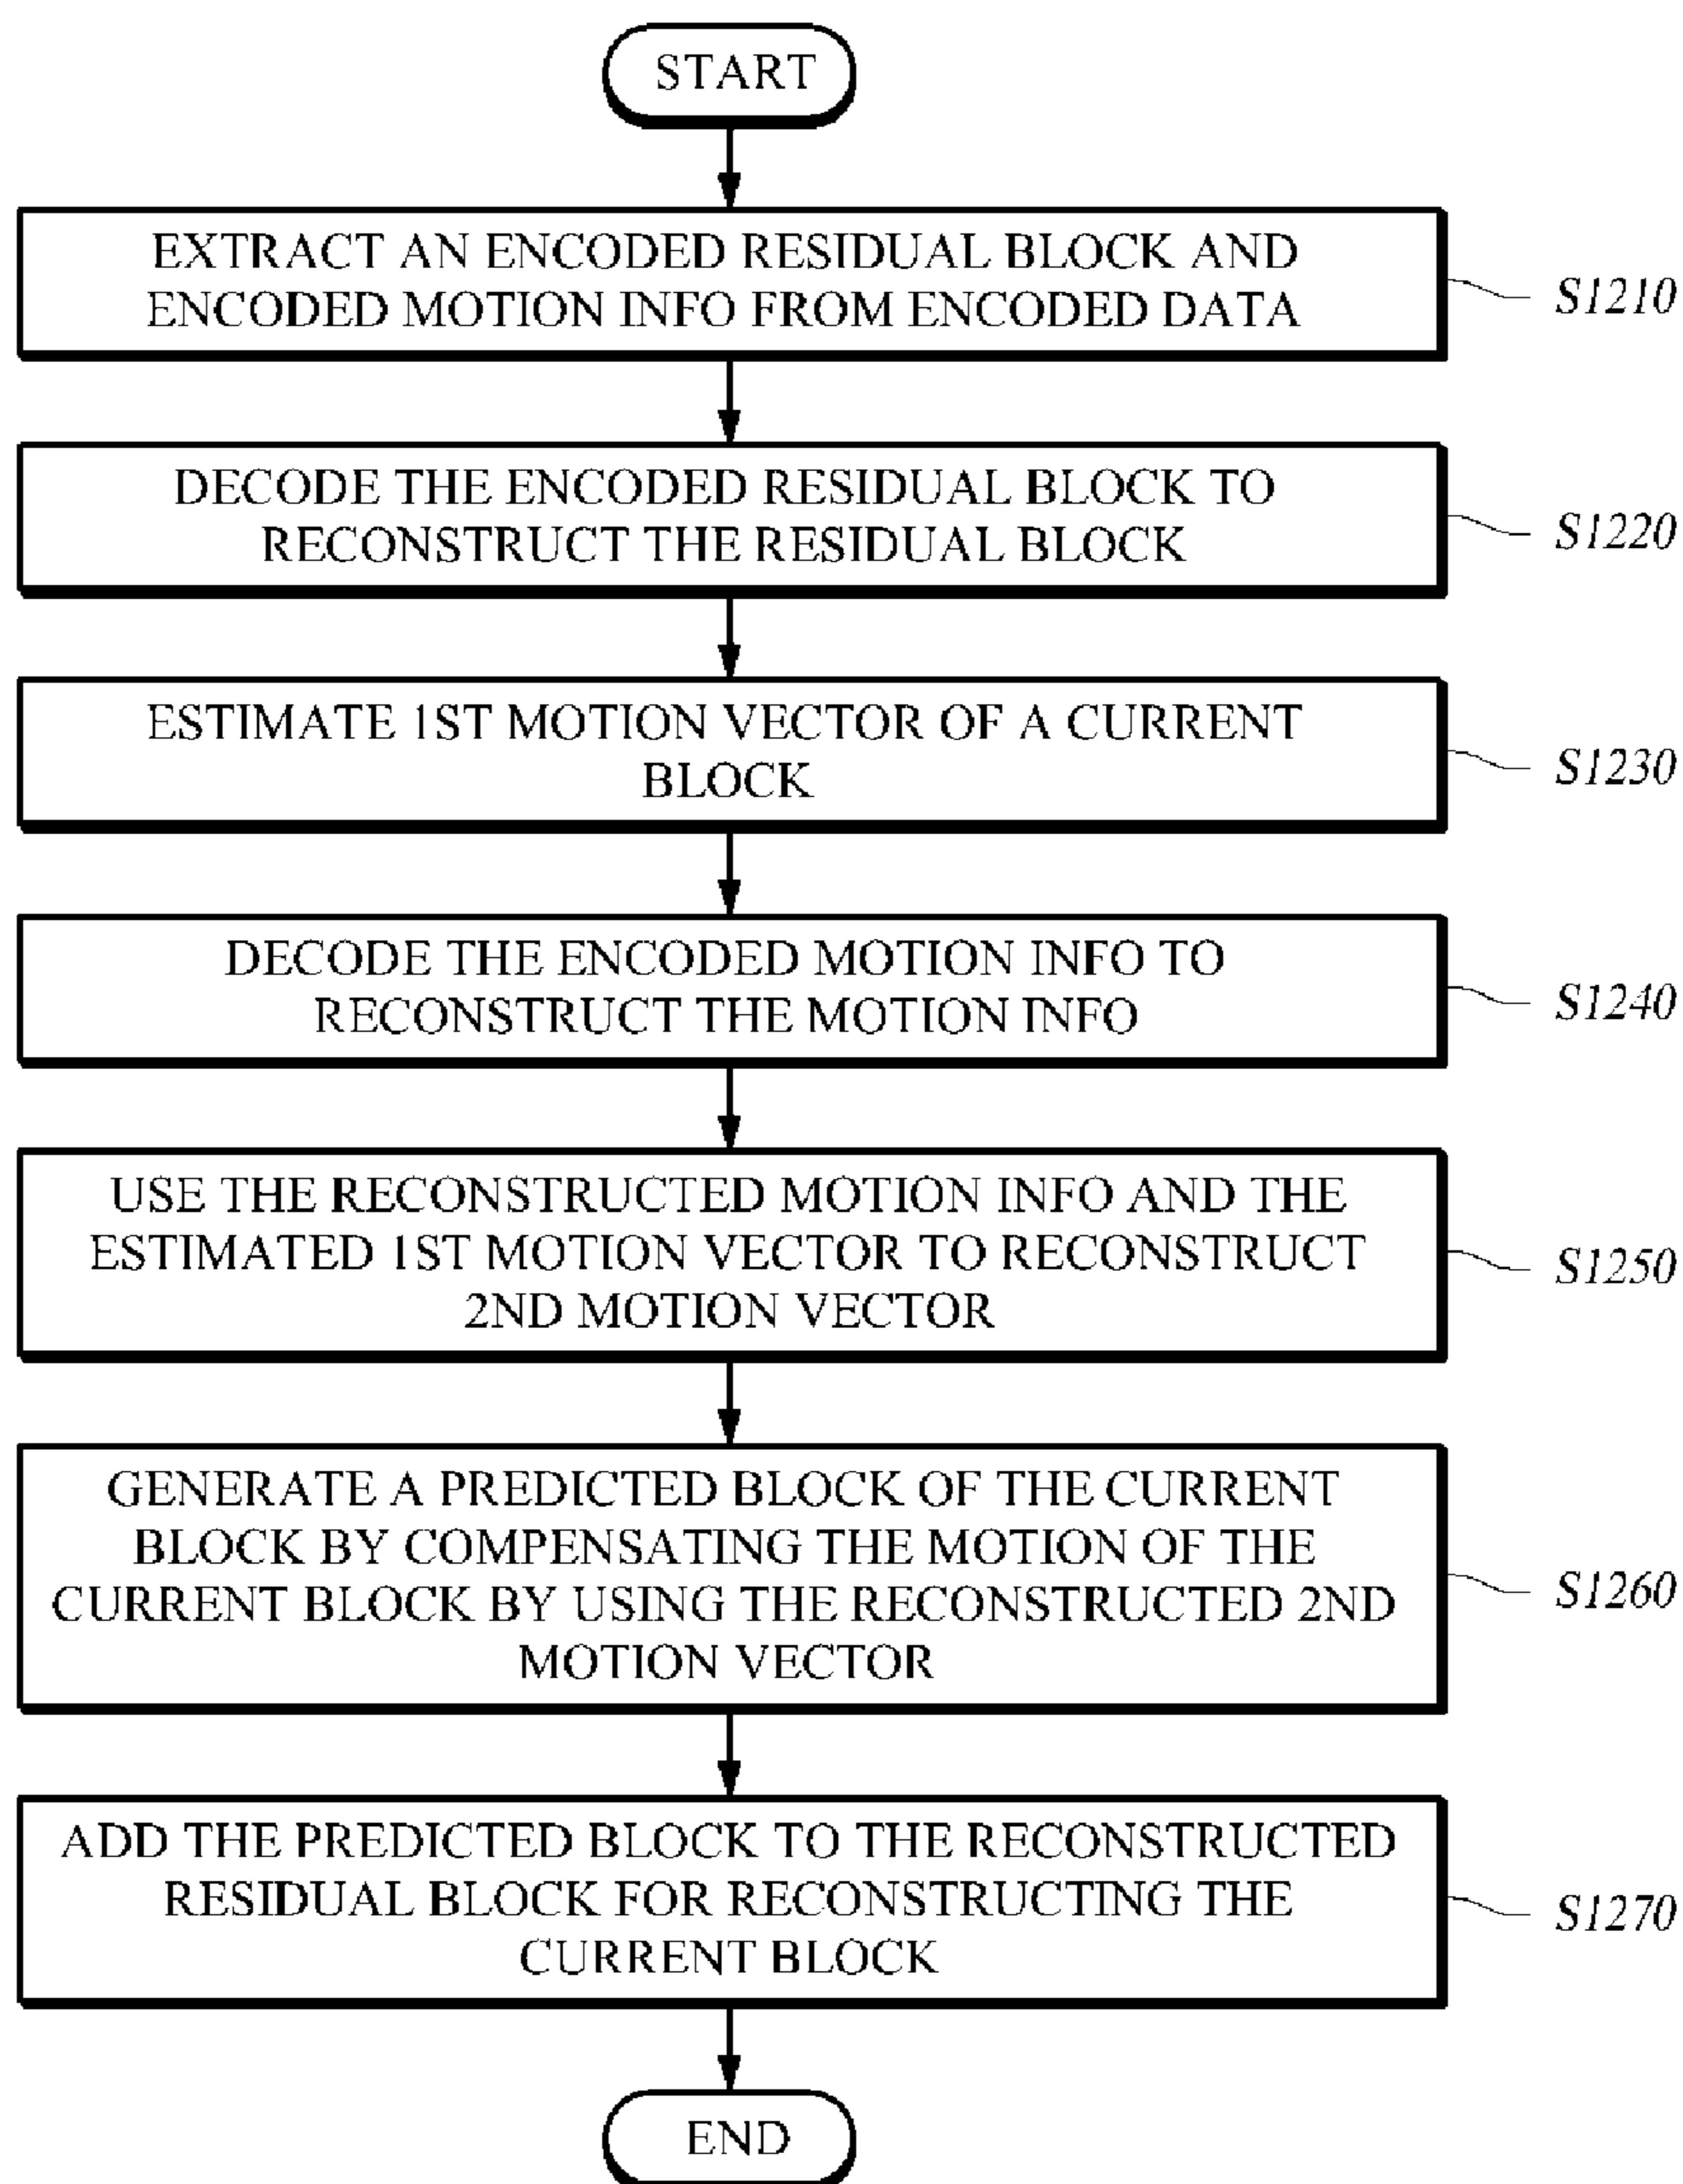 START
EXTRACT AN ENCODED RESIDUAL BLOCK AND
ENCODED MOTION INFO FROM ENCODED DATA
S1210
DECODE THE ENCODED RESIDUAL BLOCK TO
RECONSTRUCT THE RESIDUAL BLOCK
S1220
ESTIMATE 1ST MOTION VECTOR OF A CURRENT
BLOCK
S1230
DECODE THE ENCODED MOTION INFO TO
RECONSTRUCT THE MOTION INFO
S1240
USE THE RECONSTRUCTED MOTION INFO AND THE
ESTIMATED 1ST MOTION VECTOR TO RECONSTRUCT
2ND MOTION VECTOR
S1250
GENERATE A PREDICTED BLOCK OF THE CURRENT
BLOCK BY COMPENSATING THE MOTION OF THE
CURRENT BLOCK BY USING THE RECONSTRUCTED 2ND
MOTION VECTOR
S1260
ADD THE PREDICTED BLOCK TO THE RECONSTRUCTED
RESIDUAL BLOCK FOR RECONSTRUCTING THE
CURRENT BLOCK
S1270
END